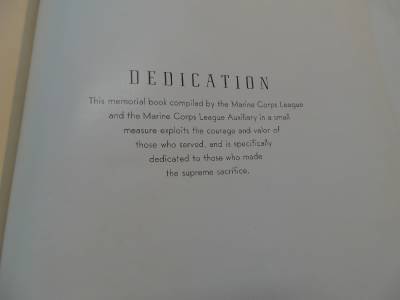 DEDICATION
This memorial book compiled by the Marine Corps League
and the Marine Corps League Auxiliary in a small
measure exploits the courage and valor of
those who served, and is specifically
dedicated to those who made
the supreme sacrifice.